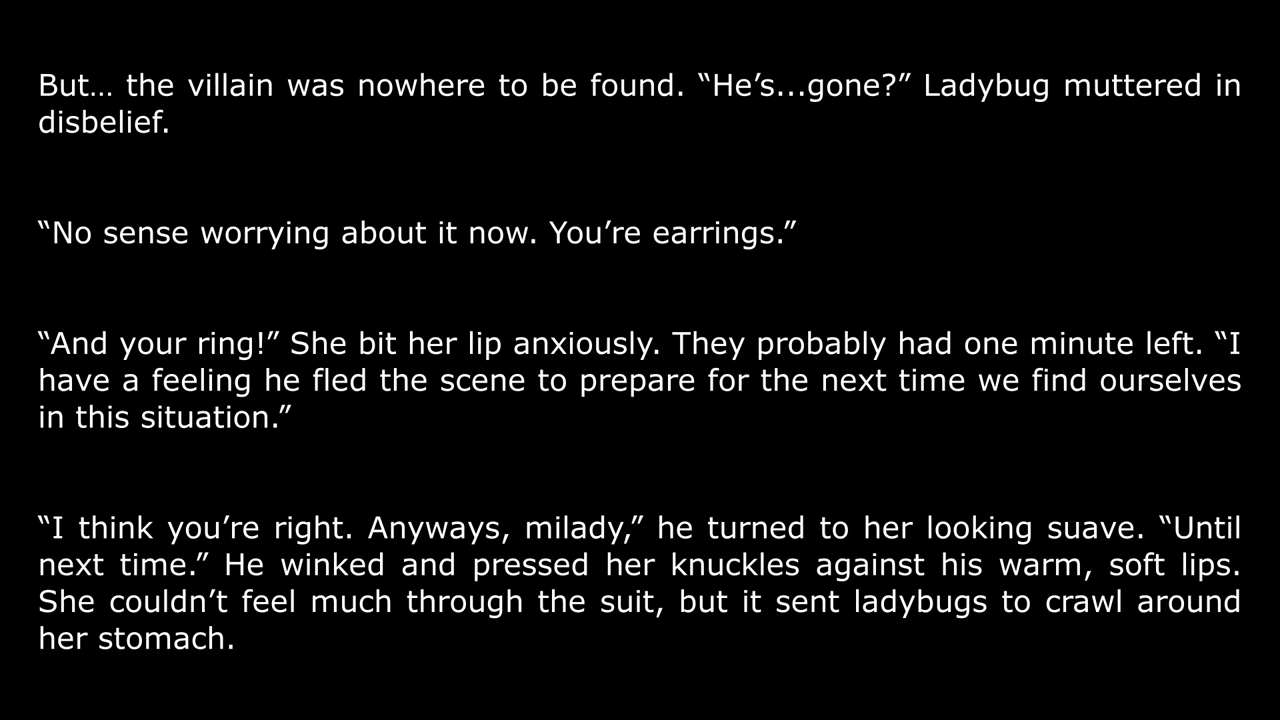 But… the villain was nowhere to be found. “He’s...gone?” Ladybug muttered in
disbelief.
“No sense worrying about it now. You’re earrings.”
“And your ring!” She bit her lip anxiously. They probably had one minute left. “I
have a feeling he fled the scene to prepare for the next time we find ourselves
in this situation.”
“I think you’re right. Anyways, milady,” he turned to her looking suave. “Until
next time.” He winked and pressed her knuckles against his warm, soft lips.
She couldn’t feel much through the suit, but it sent ladybugs to crawl around
her stomach.